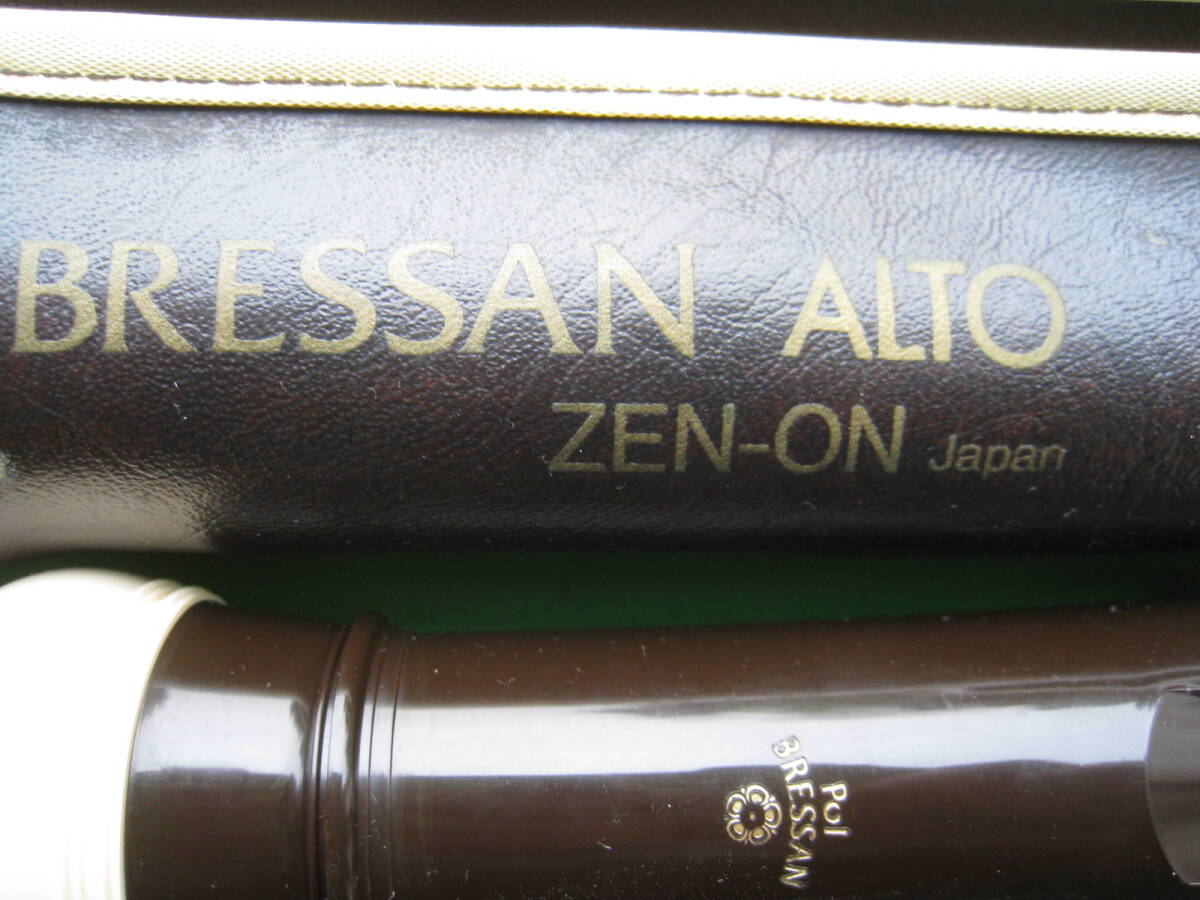 BRESSAN ALTO
ZEN-ON Japan
Pol
BRESSAN